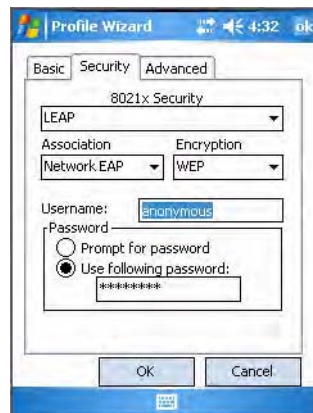 Profile Wizard 4:32 ok
Basic Security Advanced
8021x Security
LEAP
Association Encryption
Network EAP WEP
Username: anonymous
Password
Prompt for password
Use following password:
********
OK Cancel